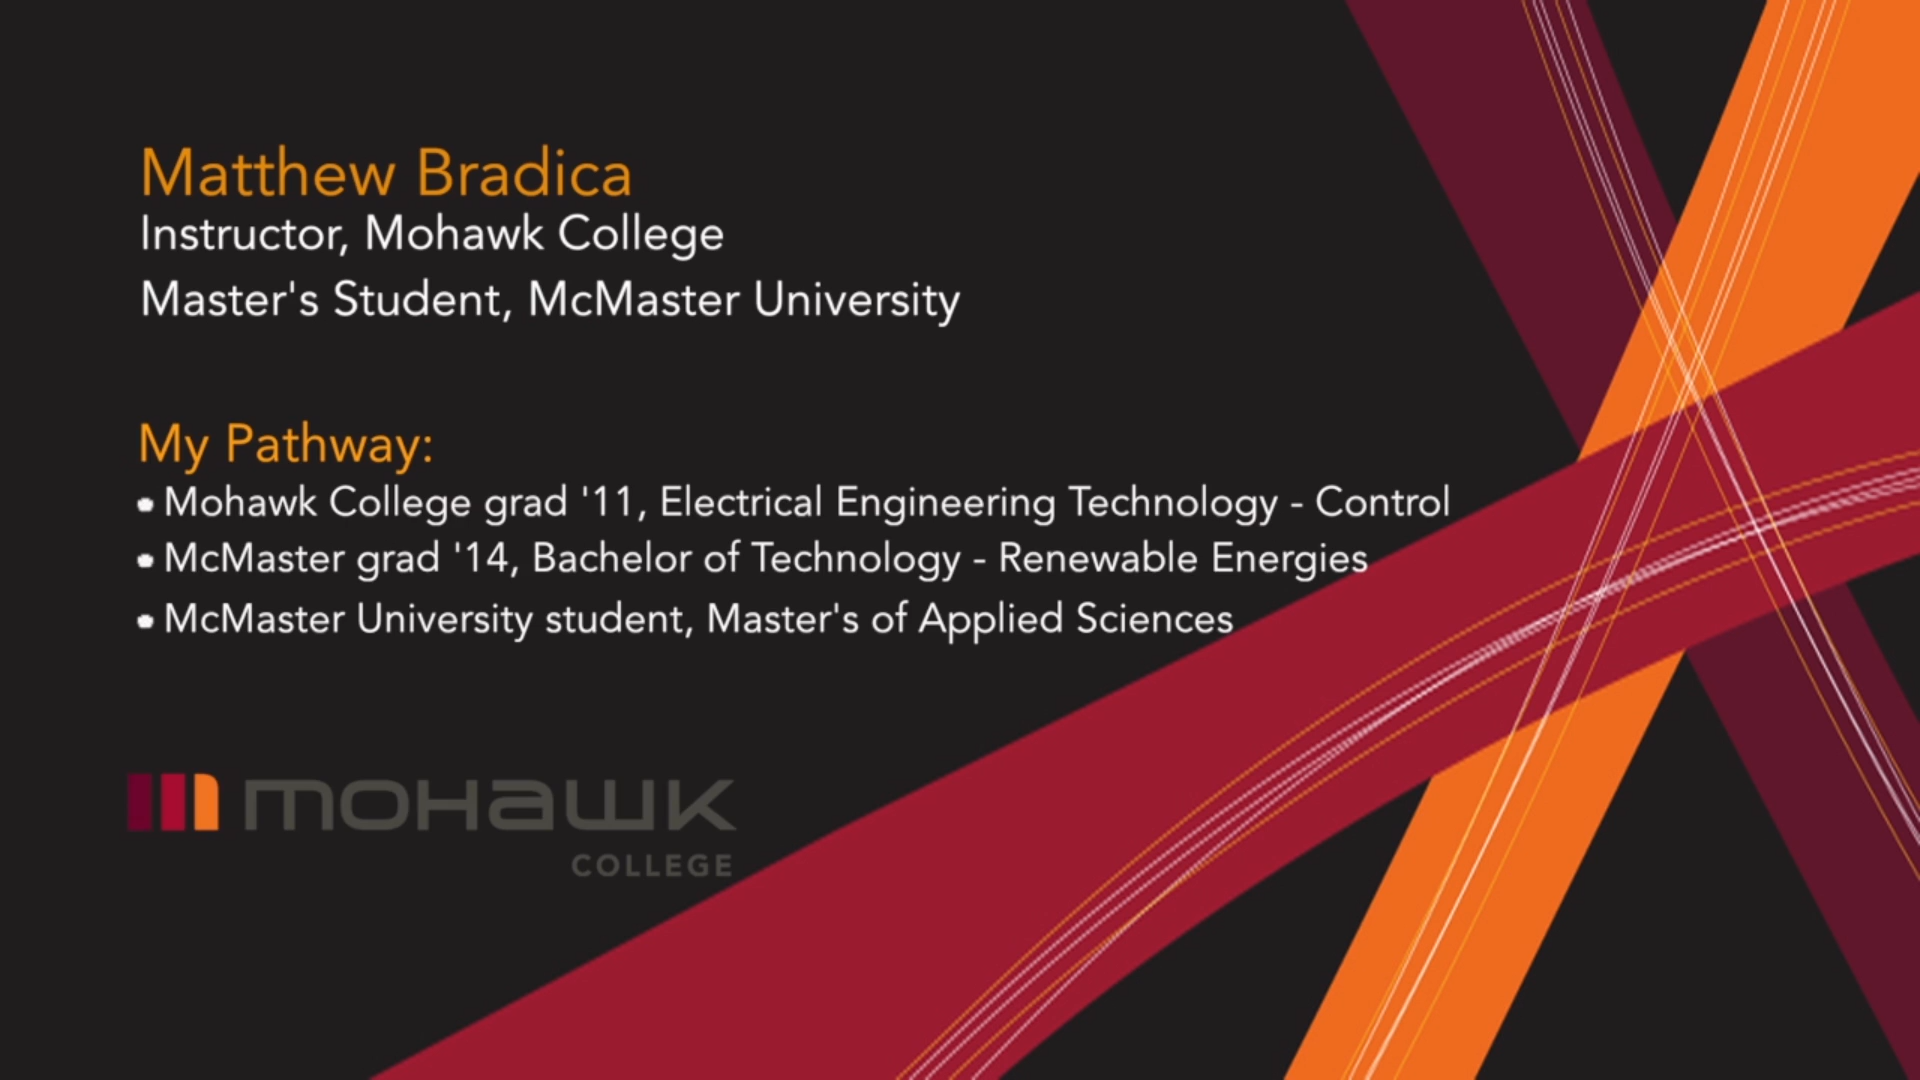 Matthew Bradica
Instructor, Mohawk College
Master's Student, McMaster University
My Pathway:
• Mohawk College grad '11, Electrical Engineering Technology - Control
• McMaster grad '14, Bachelor of Technology - Renewable Energies
• McMaster University student, Master's of Applied Sciences
mohawk
COLLEGE